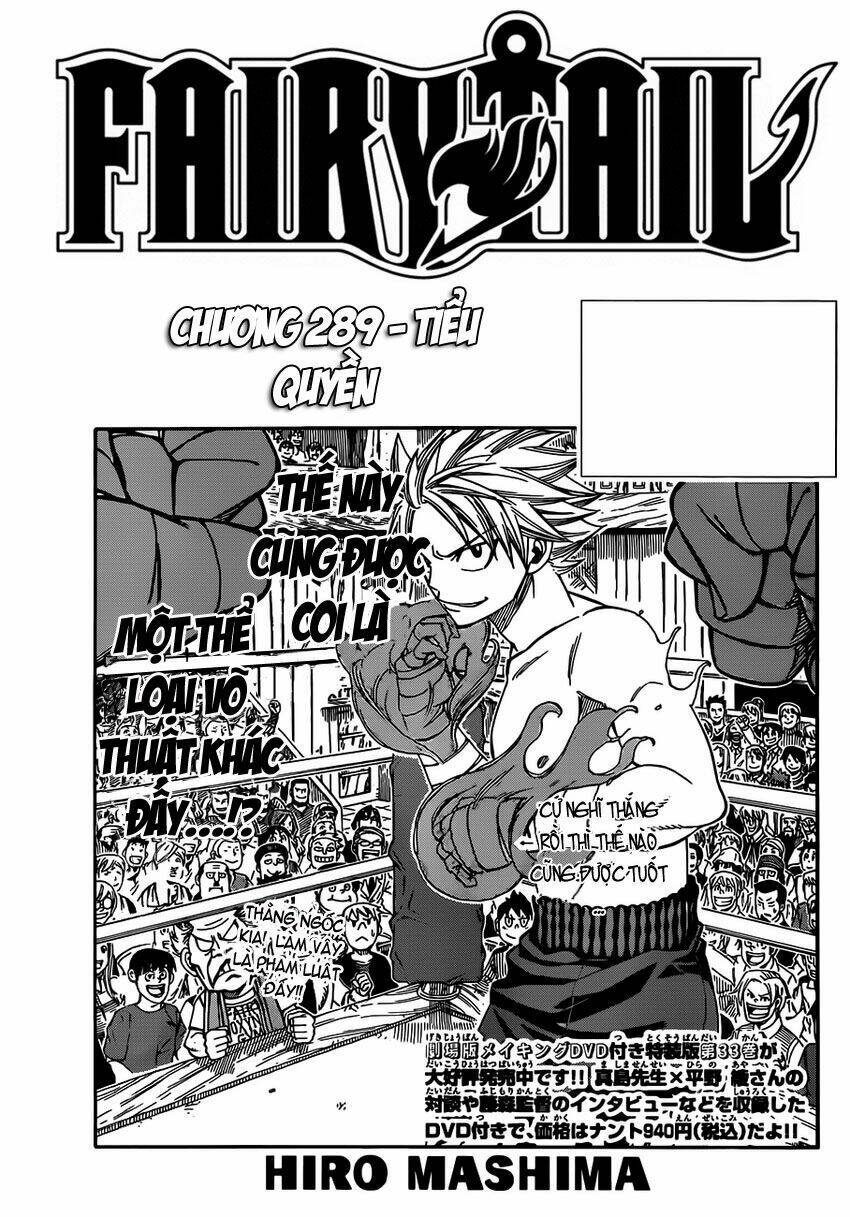 FAIRY TAIL
CHƯƠNG 289 - TIỂU
QUYỀN
THẾ NÀY
CŨNG ĐƯỢC
COI LÀ
MỘT THỂ
LOẠI VÕ
THUẬT KHÁC
ĐẤY....!?
CỨ NGHĨ THẮNG
RỒI THÌ THẾ NÀO
CŨNG ĐƯỢC TUỐT
...
THẰNG NGỐC
KIA! LÀM VẬY
LÀ PHẠM LUẬT
ĐẤY!!
劇場版メイキングDVD付き特装版第33巻が
大好評発売中です!! 真島先生×平野 綾さんの
対談や藤森監督のインタビューなどを収録した
DVD付きで、価格はナント940円(税込)だよ!!
HIRO MASHIMA